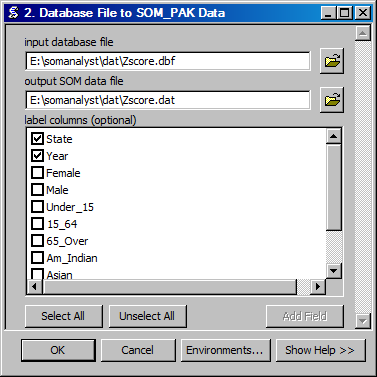 2. Database File to SOM_PAK Data
input database file
E:\somanalyst\dat\Zscore.dbf
output SOM data file
E:\somanalyst\dat\Zscore.dat
label columns (optional)
State
Year
Female
Male
Under_15
15_64
65_Over
Am_Indian
Asian
Select All Unselect All Add Field
OK Cancel Environments... Show Help >>